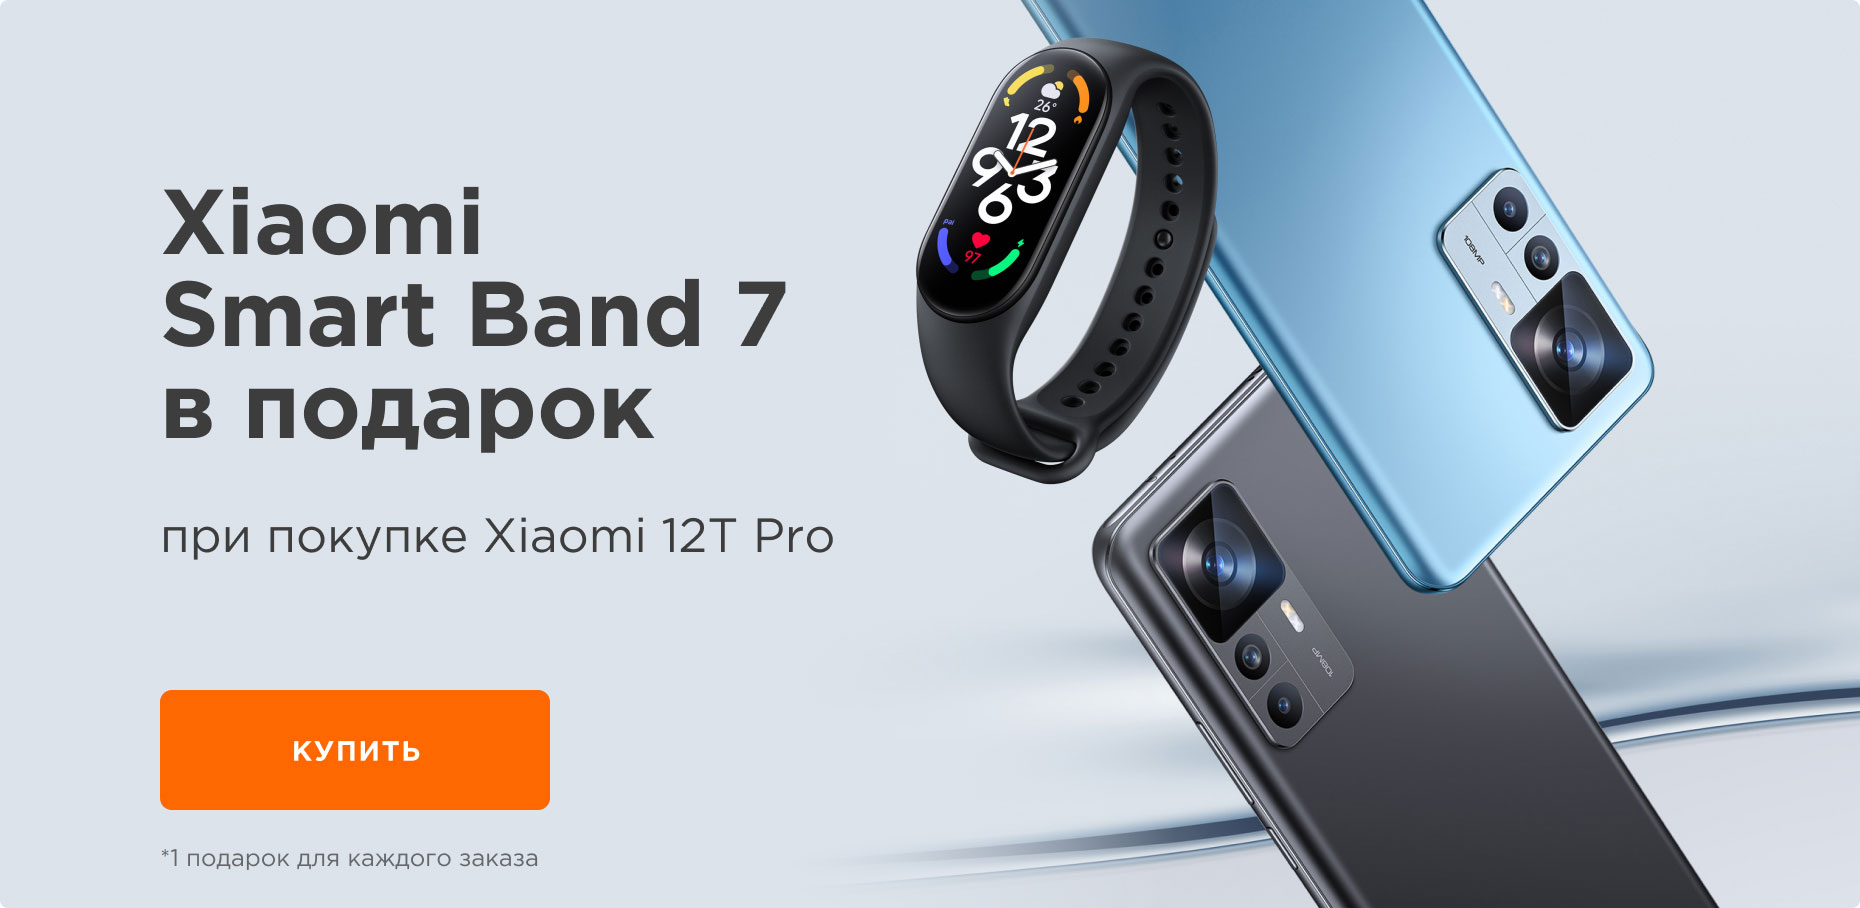 Xiaomi
Smart Band 7
в подарок
при покупке Xiaomi 12T Pro
КУПИТЬ
*1 подарок для каждого заказа
26°
12
9 3
6
pai
97
108MP
108MP